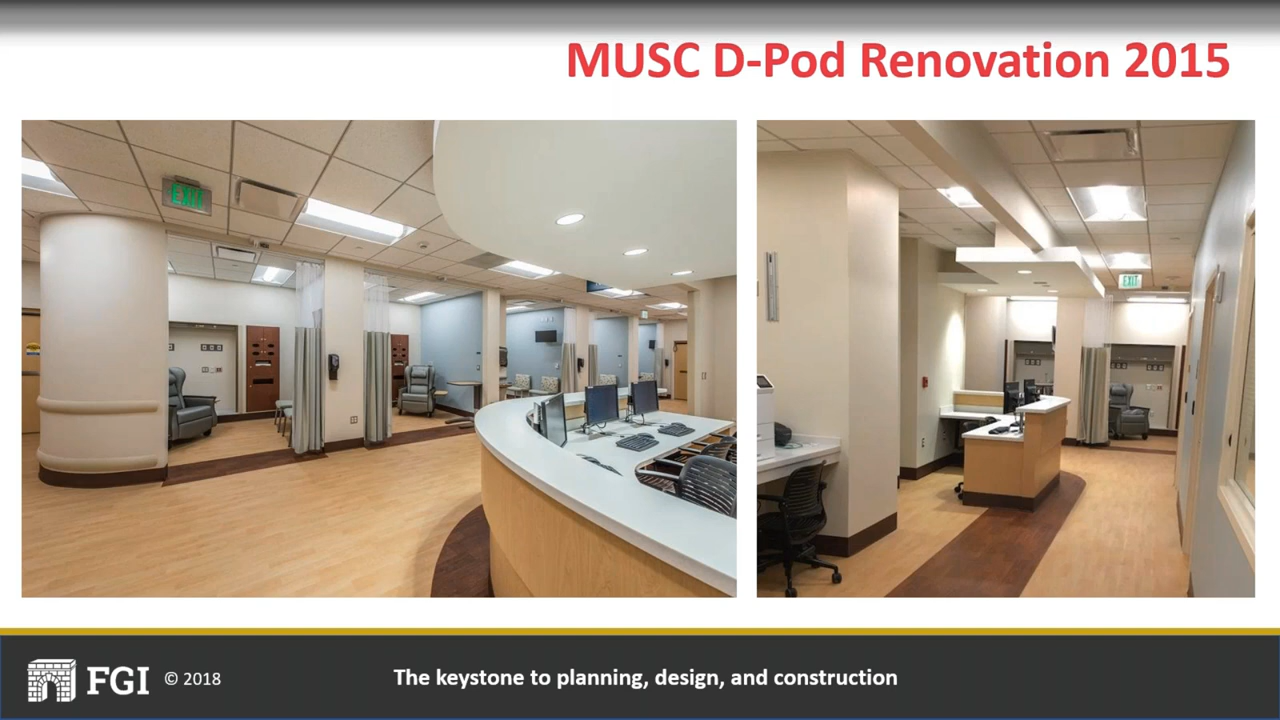 MUSC D-Pod Renovation 2015
EXIT
EXIT
FGI © 2018
The keystone to planning, design, and construction